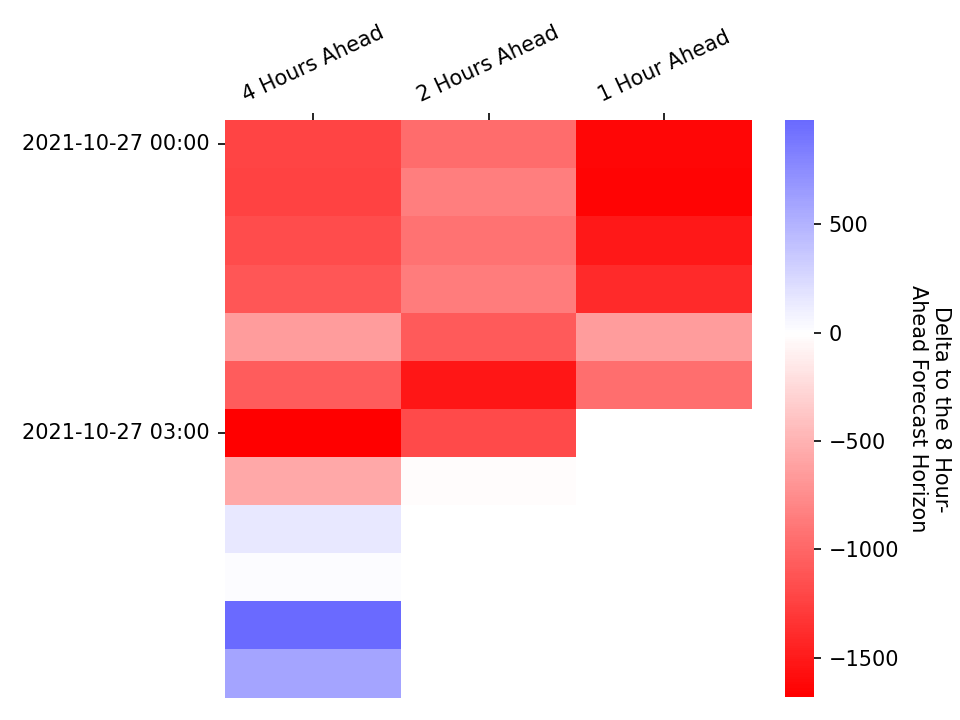 4 Hours Ahead
2 Hours Ahead
1 Hour Ahead
2021-10-27 00:00
2021-10-27 03:00
500
0
−500
−1000
−1500
Delta to the 8 Hour-
Ahead Forecast Horizon